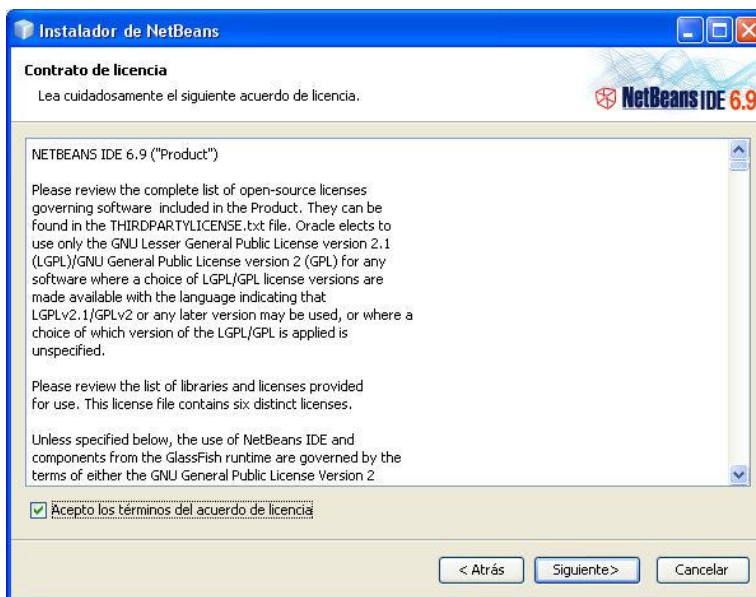 Instalador de NetBeans
Contrato de licencia
Lea cuidadosamente el siguiente acuerdo de licencia.
NetBeans IDE 6.9
NETBEANS IDE 6.9 ("Product")
Please review the complete list of open-source licenses
governing software  included in the Product. They can be
found in the THIRDPARTYLICENSE.txt file. Oracle elects to
use only the GNU Lesser General Public License version 2.1
(LGPL)/GNU General Public License version 2 (GPL) for any
software where a choice of LGPL/GPL license versions are
made available with the language indicating that
LGPLv2.1/GPLv2 or any later version may be used, or where a
choice of which version of the LGPL/GPL is applied is
unspecified.
Please review the list of libraries and licenses provided
for use. This license file contains six distinct licenses.
Unless specified below, the use of NetBeans IDE and
components from the GlassFish runtime are governed by the
terms of either the GNU General Public License Version 2
Acepto los términos del acuerdo de licencia
< Atrás
Siguiente>
Cancelar